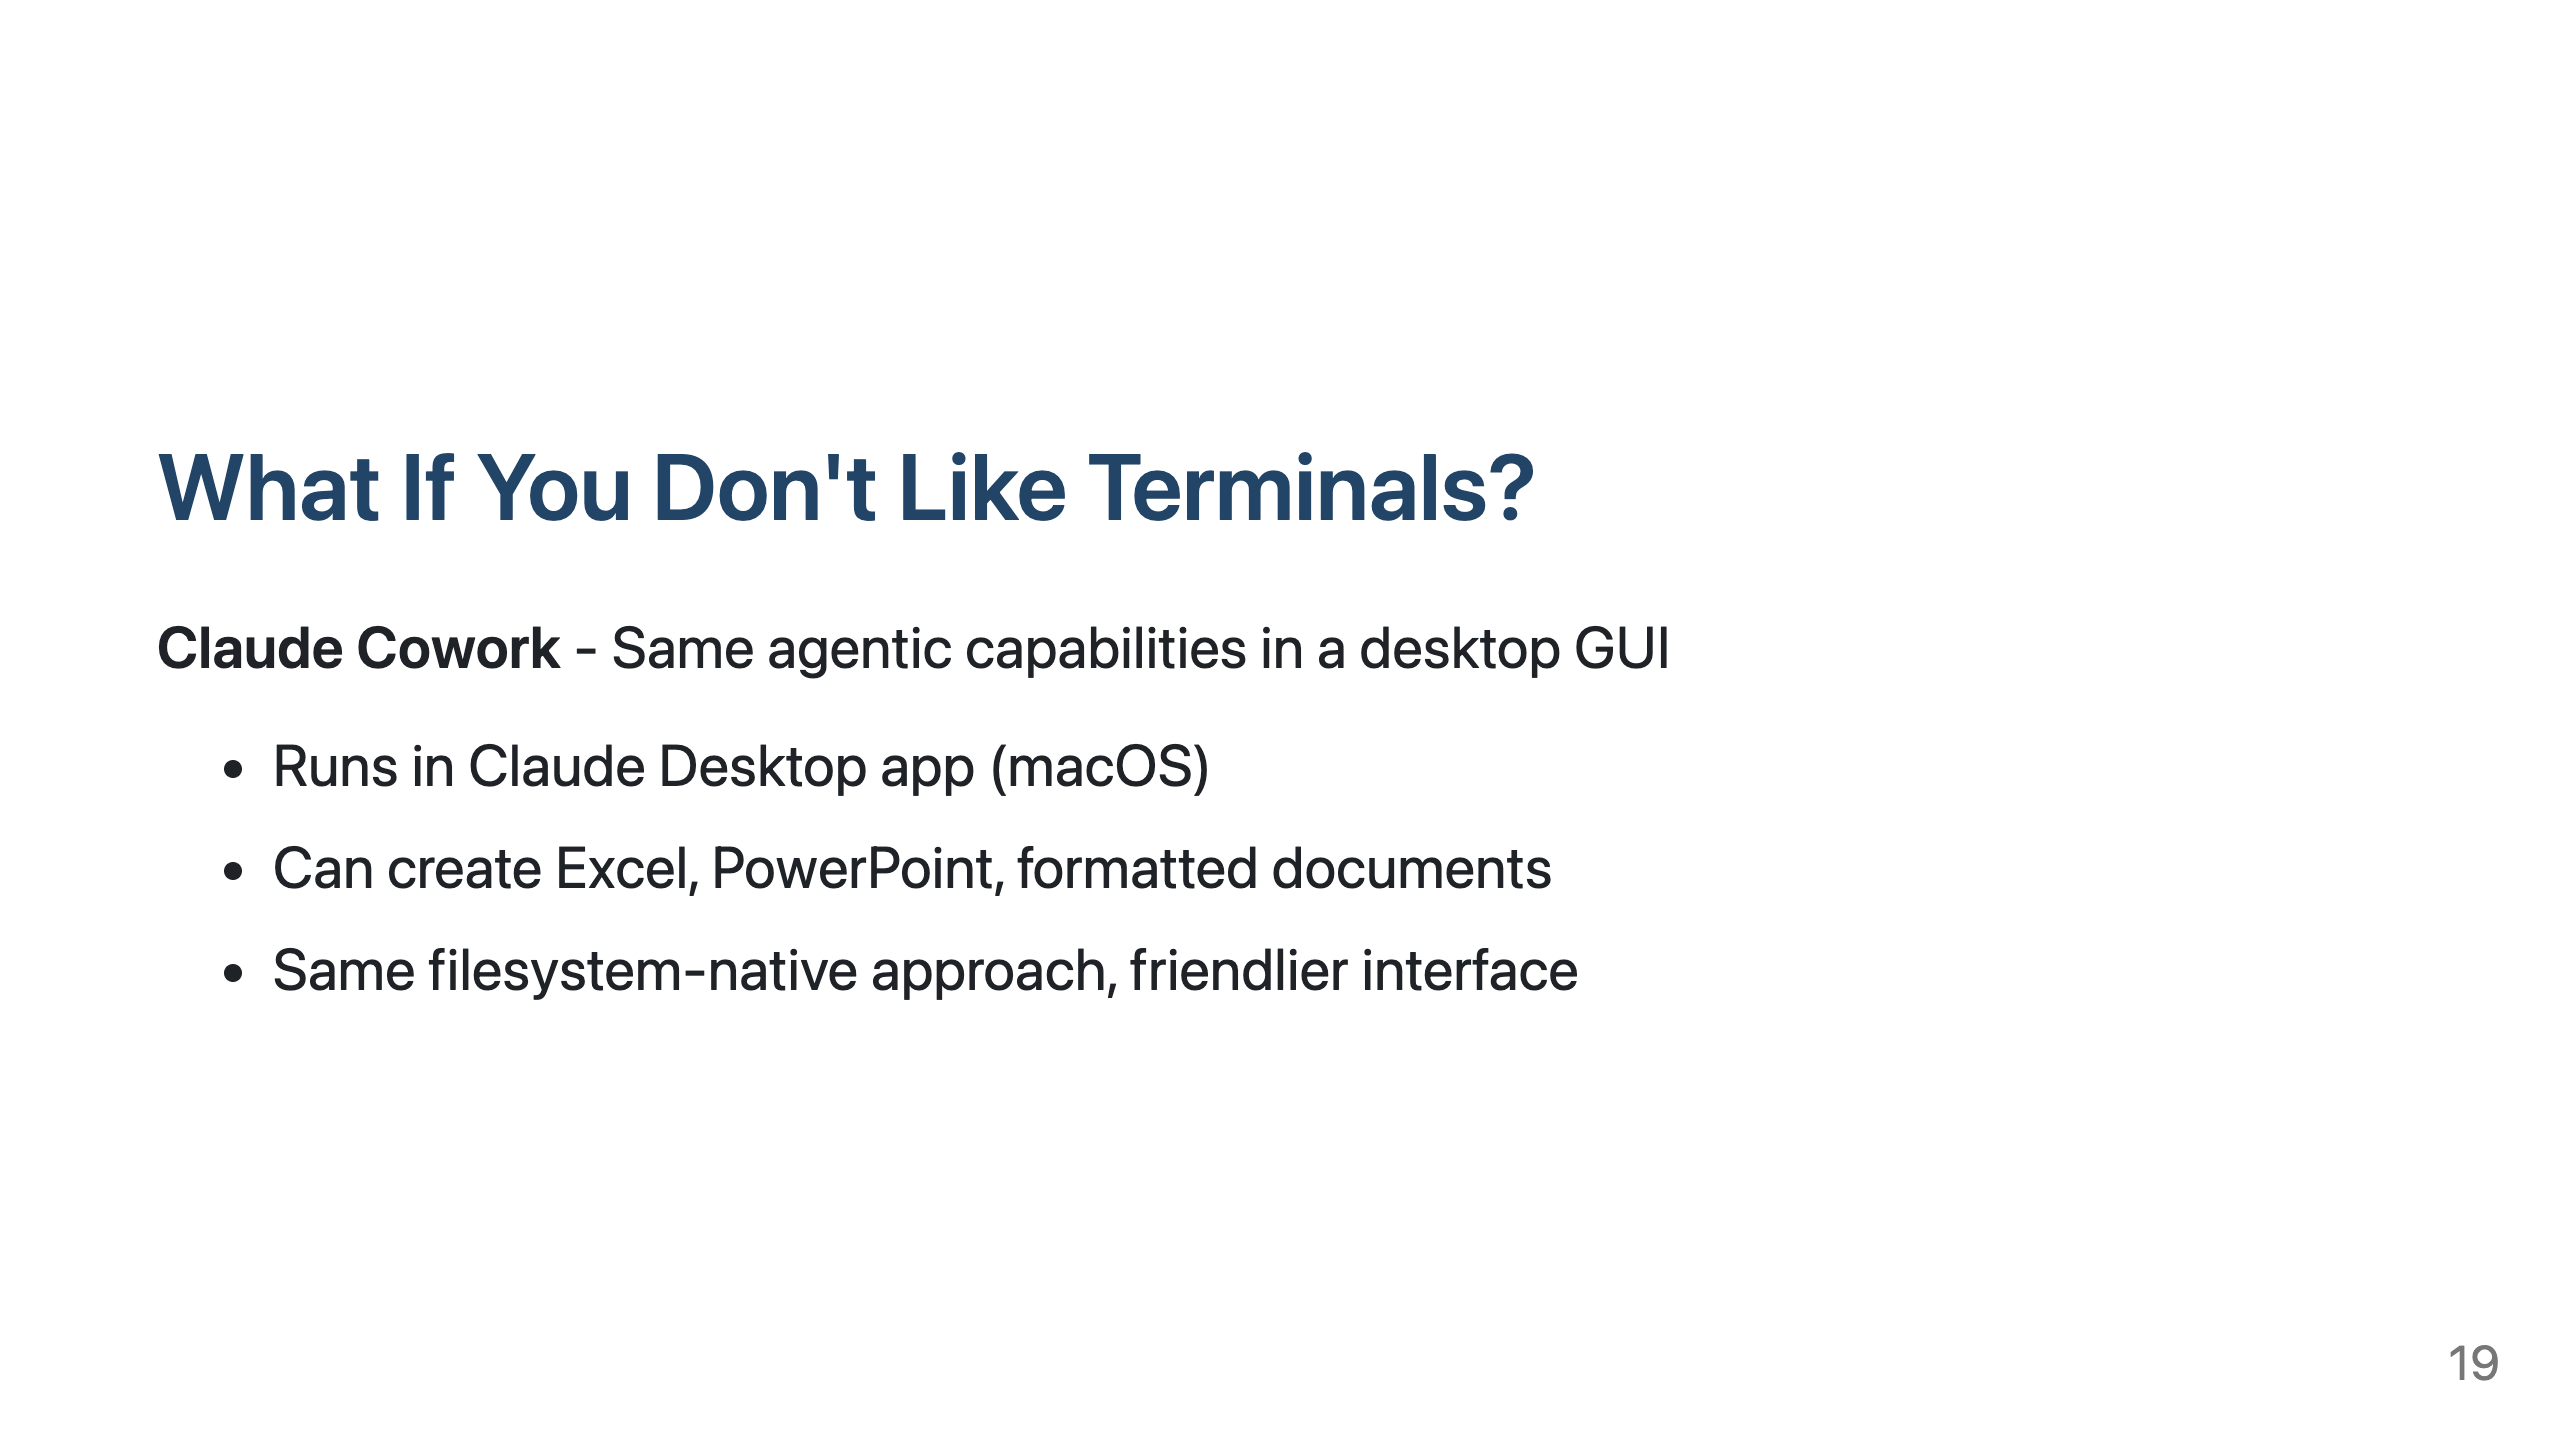 What If You Don't Like Terminals?
Claude Cowork - Same agentic capabilities in a desktop GUI
• Runs in Claude Desktop app (macOS)
• Can create Excel, PowerPoint, formatted documents
• Same filesystem-native approach, friendlier interface
19